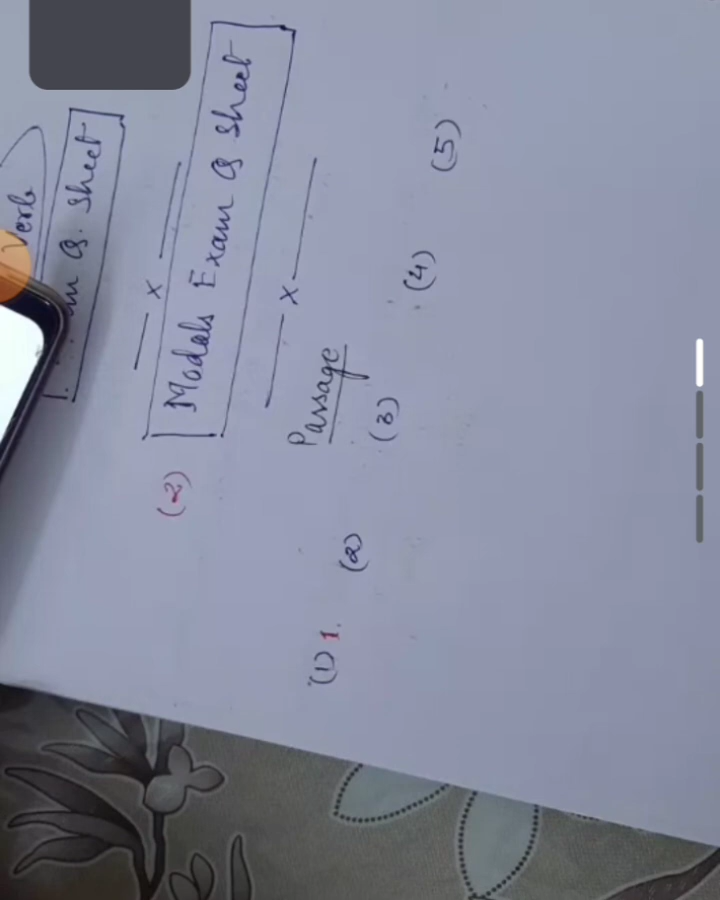 Verb
Q. Sheet
x
(-2) Modals Exam Q Sheet
x
Passage
(1) 1. (2) (3) (4) (5)